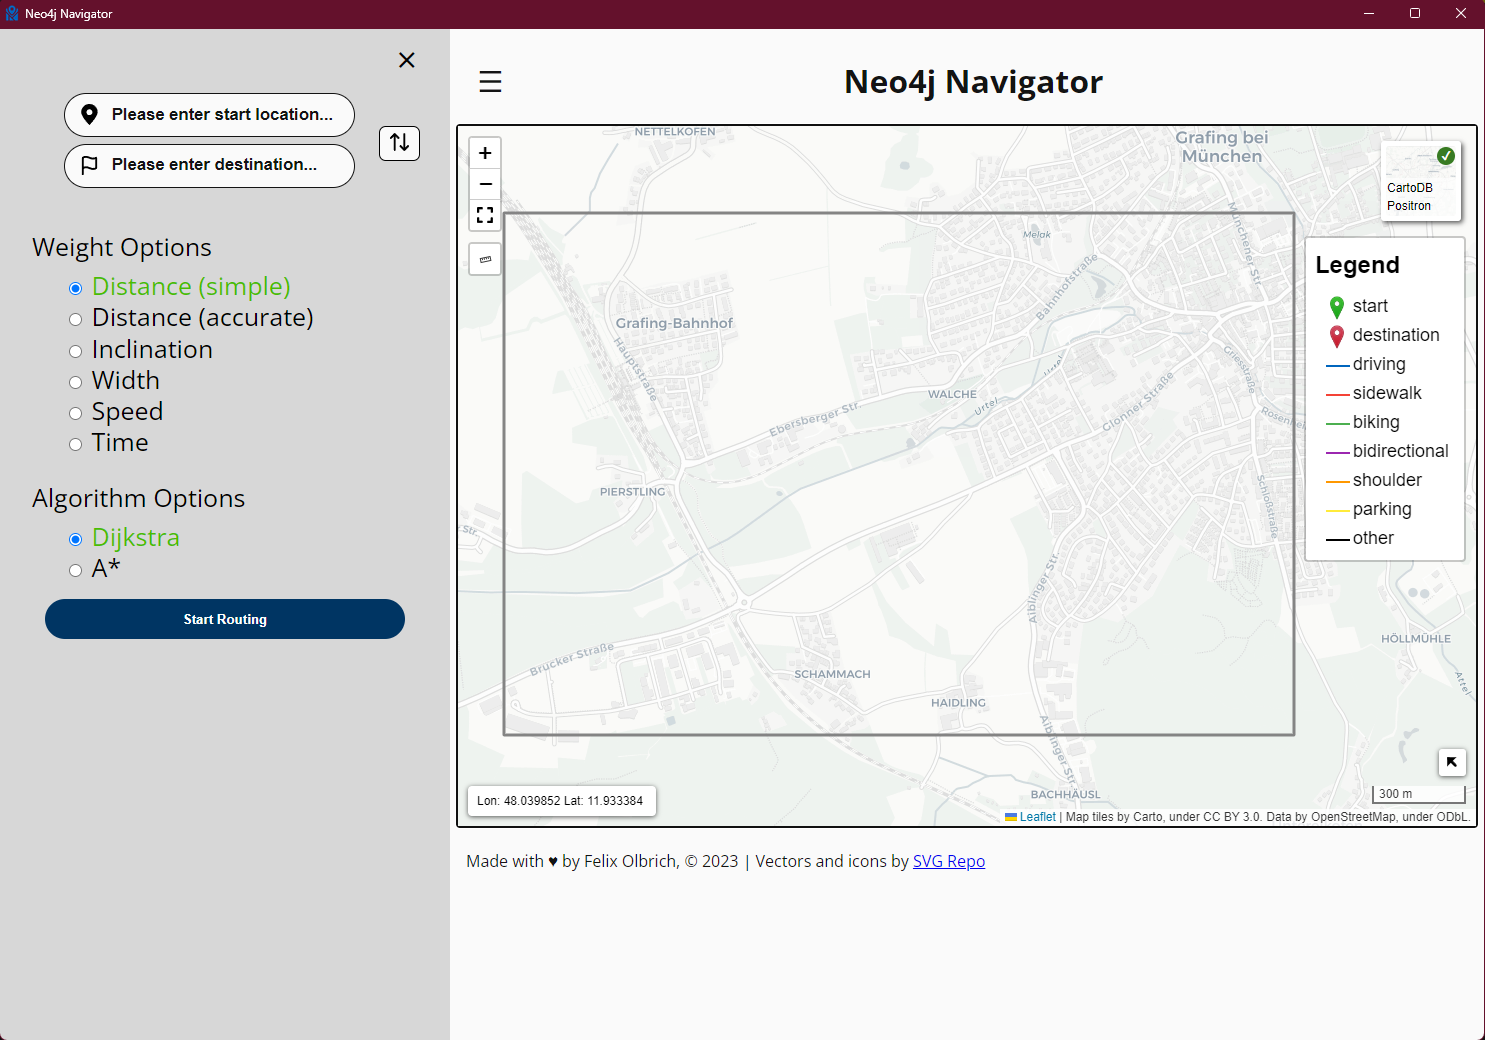 Neo4j Navigator
Please enter start location...
Please enter destination...
Weight Options
Distance (simple)
Distance (accurate)
Inclination
Width
Speed
Time
Algorithm Options
Dijkstra
A*
Start Routing
Neo4j Navigator
+
−
NETTELKOFEN
Grafing bei
München
Münchener Str.
Melak
Bahnhofstraße
Grafing-Bahnhof
Hauptstraße
Urtel
Griesstraße
WALCHE
Urtel
Glonner Straße
Ebersberger Str.
Rosenhei
PIERSTLING
Schloßstraße
Str.
Aiblinger Str.
HÖLLMÜHLE
Brucker Straße
SCHAMMACH
Attel
HAIDLING
Aiblinger Str.
BACHHÄUSL
CartoDB
Positron
Legend
start
destination
driving
sidewalk
biking
bidirectional
shoulder
parking
other
Lon: 48.039852 Lat: 11.933384
300 m
Leaflet | Map tiles by Carto, under CC BY 3.0. Data by OpenStreetMap, under ODbL.
Made with ♥ by Felix Olbrich, © 2023 | Vectors and icons by SVG Repo